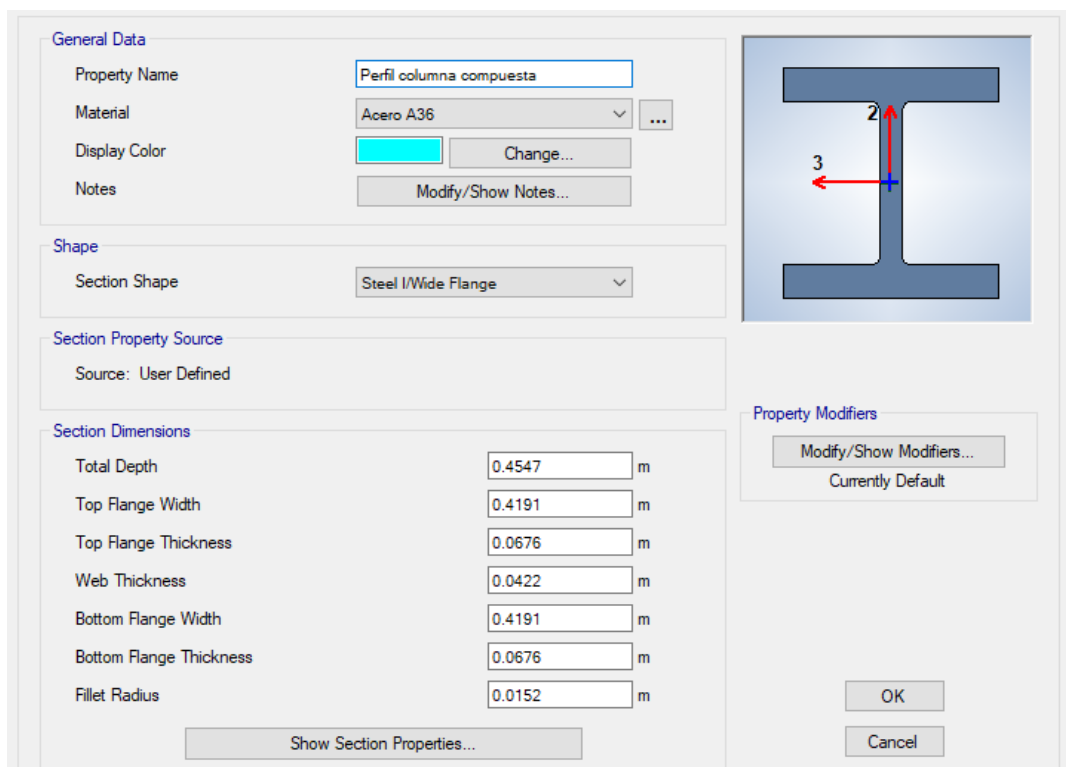 General Data
Property Name Perfil columna compuesta
Material Acero A36 ...
Display Color Change...
Notes Modify/Show Notes...
Shape
Section Shape Steel I/Wide Flange
Section Property Source
Source: User Defined
Section Dimensions
Total Depth 0.4547 m
Top Flange Width 0.4191 m
Top Flange Thickness 0.0676 m
Web Thickness 0.0422 m
Bottom Flange Width 0.4191 m
Bottom Flange Thickness 0.0676 m
Fillet Radius 0.0152 m
Show Section Properties...
2
3
Property Modifiers
Modify/Show Modifiers...
Currently Default
OK
Cancel